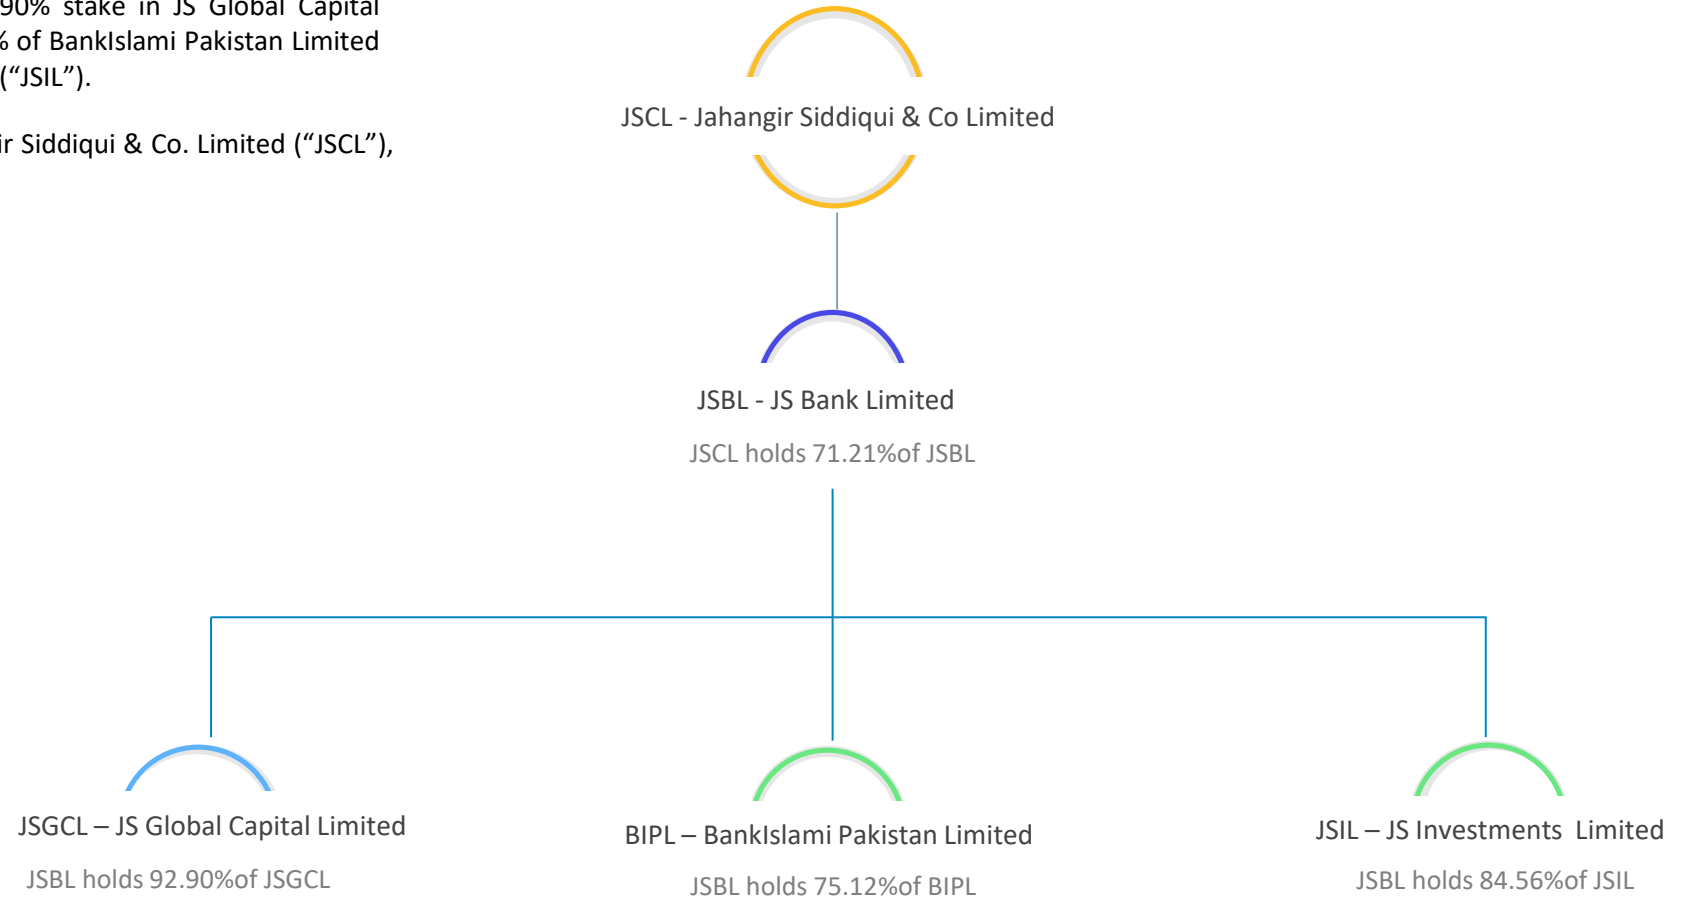 90% stake in JS Global Capital
% of BankIslami Pakistan Limited
(“JSIL”).
ir Siddiqui & Co. Limited (“JSCL”),
JSCL - Jahangir Siddiqui & Co Limited
JSBL - JS Bank Limited
JSCL holds 71.21%of JSBL
JSGCL – JS Global Capital Limited
JSBL holds 92.90%of JSGCL
BIPL – BankIslami Pakistan Limited
JSBL holds 75.12%of BIPL
JSIL – JS Investments  Limited
JSBL holds 84.56%of JSIL